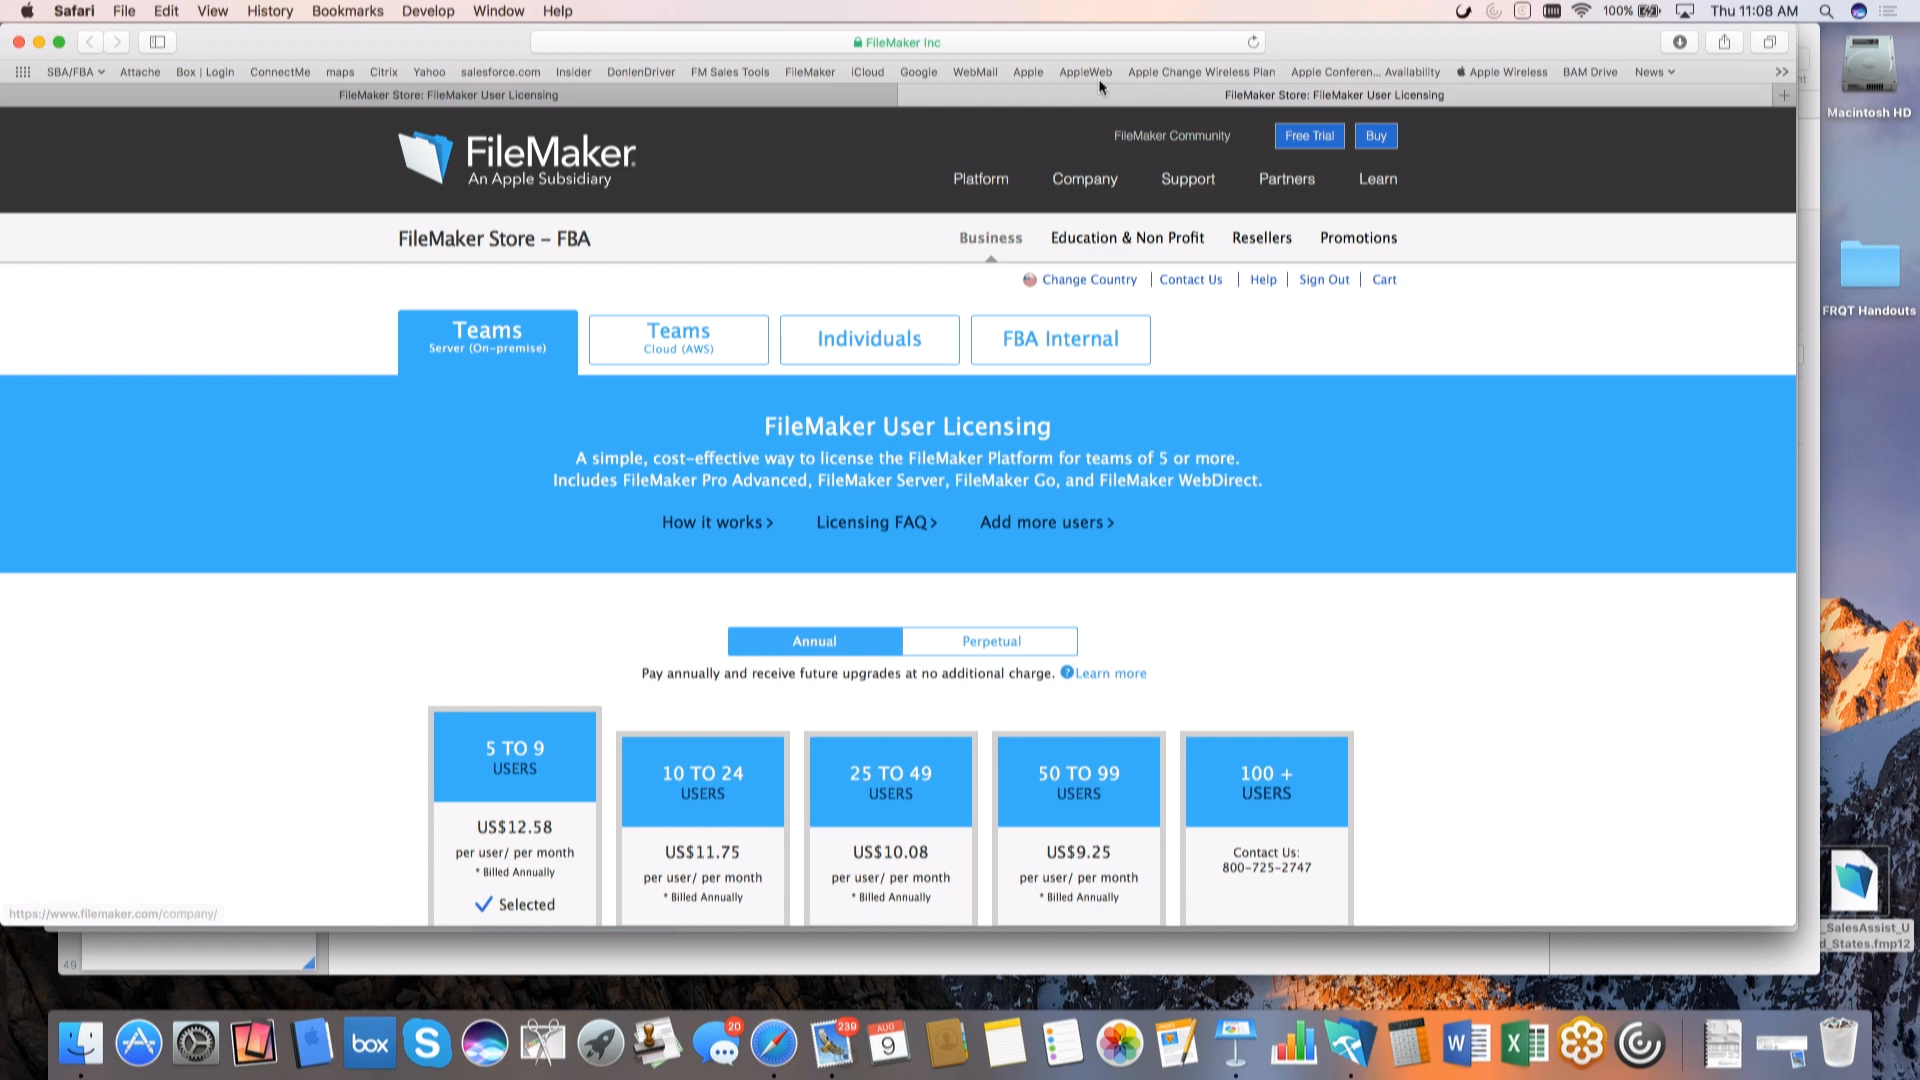 Safari File Edit View History Bookmarks Develop Window Help
100% Thu 11:08 AM
FileMaker Inc
SBA/FBA Attache Box | Login ConnectMe maps Citrix Yahoo salesforce.com Insider DonlenDriver FM Sales Tools FileMaker iCloud Google WebMail Apple AppleWeb Apple Change Wireless Plan Apple Conferen... Availability Apple Wireless BAM Drive News >>
FileMaker Store: FileMaker User Licensing
FileMaker Store: FileMaker User Licensing
Macintosh HD
FileMaker
An Apple Subsidiary
FileMaker Community Free Trial Buy
Platform Company Support Partners Learn
FileMaker Store – FBA
Business Education & Non Profit Resellers Promotions
Change Country | Contact Us | Help | Sign Out | Cart
FRQT Handouts
Teams
Server (On-premise)
Teams
Cloud (AWS)
Individuals
FBA Internal
FileMaker User Licensing
A simple, cost-effective way to license the FileMaker Platform for teams of 5 or more.
Includes FileMaker Pro Advanced, FileMaker Server, FileMaker Go, and FileMaker WebDirect.
How it works > Licensing FAQ > Add more users >
Annual Perpetual
Pay annually and receive future upgrades at no additional charge. ? Learn more
5 TO 9
USERS
US$12.58
per user/ per month
* Billed Annually
Selected
10 TO 24
USERS
US$11.75
per user/ per month
* Billed Annually
25 TO 49
USERS
US$10.08
per user/ per month
* Billed Annually
50 TO 99
USERS
US$9.25
per user/ per month
* Billed Annually
100 +
USERS
Contact Us:
800-725-2747
https://www.filemaker.com/company/
_SalesAssist_U
d_States.fmp12
49
box
S
20
239
AUG
9
W
X